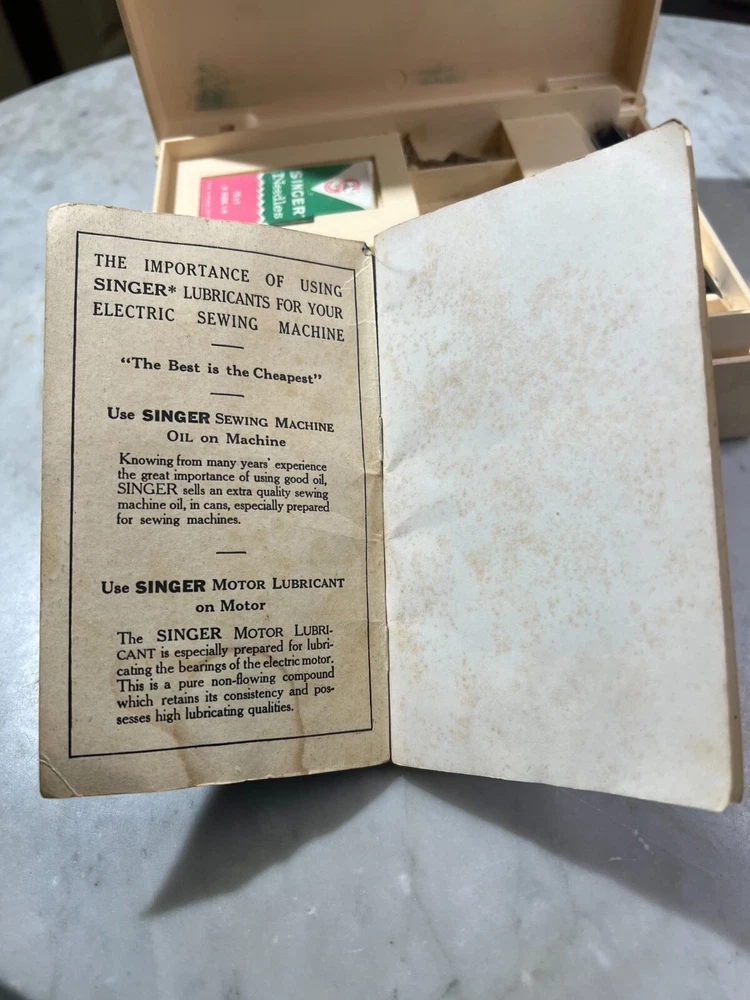 SINGER
Needles
THE IMPORTANCE OF USING
SINGER* LUBRICANTS FOR YOUR
ELECTRIC SEWING MACHINE
"The Best is the Cheapest"
Use SINGER SEWING MACHINE
OIL on Machine
Knowing from many years' experience
the great importance of using good oil,
SINGER sells an extra quality sewing
machine oil, in cans, especially prepared
for sewing machines.
Use SINGER MOTOR LUBRICANT
on Motor
The SINGER MOTOR LUBRI-
CANT is especially prepared for lubri-
cating the bearings of the electric motor.
This is a pure non-flowing compound
which retains its consistency and pos-
sesses high lubricating qualities.